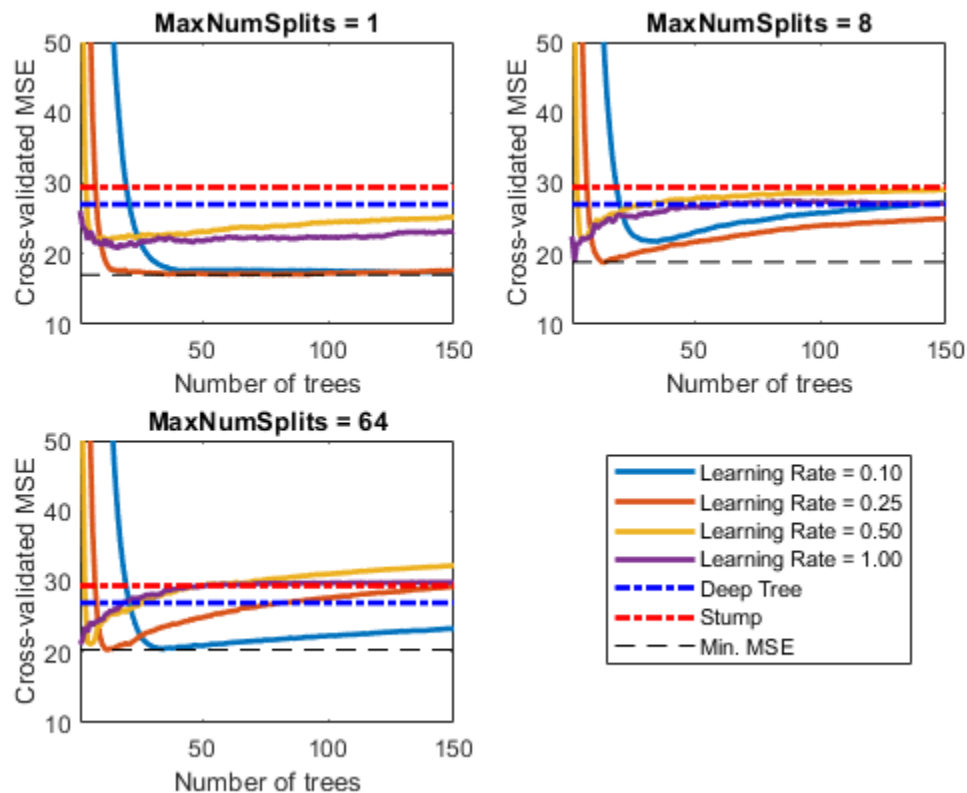 MaxNumSplits = 1
50
40
30
20
10
Cross-validated MSE
50
100
150
Number of trees
MaxNumSplits = 8
50
40
30
20
10
Cross-validated MSE
50
100
150
Number of trees
MaxNumSplits = 64
50
40
30
20
10
Cross-validated MSE
50
100
150
Number of trees
Learning Rate = 0.10
Learning Rate = 0.25
Learning Rate = 0.50
Learning Rate = 1.00
Deep Tree
Stump
Min. MSE